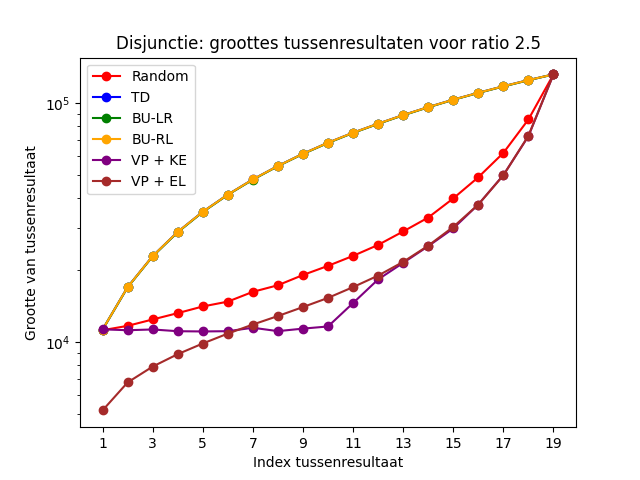 Disjunctie: groottes tussenresultaten voor ratio 2.5
Random
TD
BU-LR
BU-RL
VP + KE
VP + EL
Grootte van tussenresultaat
10^5
10^4
1 3 5 7 9 11 13 15 17 19
Index tussenresultaat